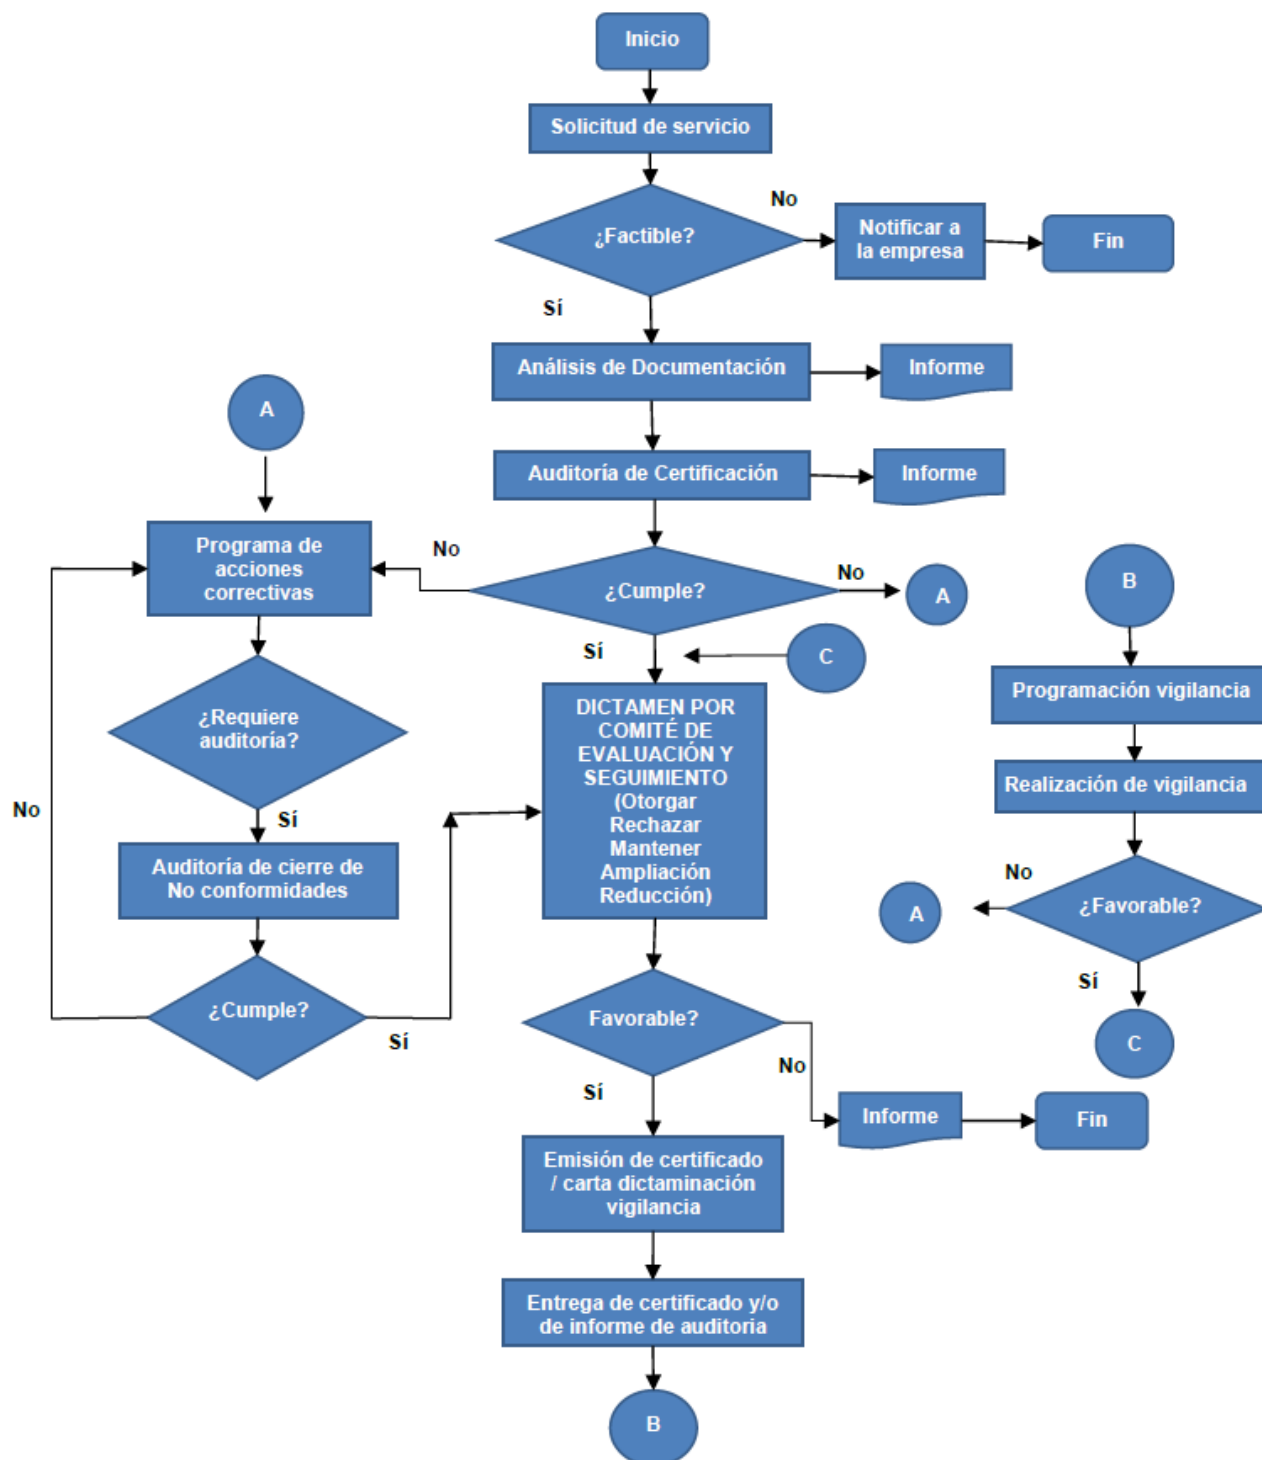 Inicio
Solicitud de servicio
¿Factible?
No
Notificar a
la empresa
Fin
Sí
Análisis de Documentación
Informe
A
Auditoría de Certificación
Informe
Programa de
acciones
correctivas
No
¿Cumple?
No
A
B
Sí
C
Programación vigilancia
¿Requiere
auditoría?
DICTAMEN POR
COMITÉ DE
EVALUACIÓN Y
SEGUIMIENTO
(Otorgar
Rechazar
Mantener
Ampliación
Reducción)
Realización de vigilancia
No
Sí
Auditoría de cierre de
No conformidades
No
¿Favorable?
A
Sí
¿Cumple?
Sí
Favorable?
No
C
Sí
Informe
Fin
Emisión de certificado
/ carta dictaminación
vigilancia
Entrega de certificado y/o
de informe de auditoria
B